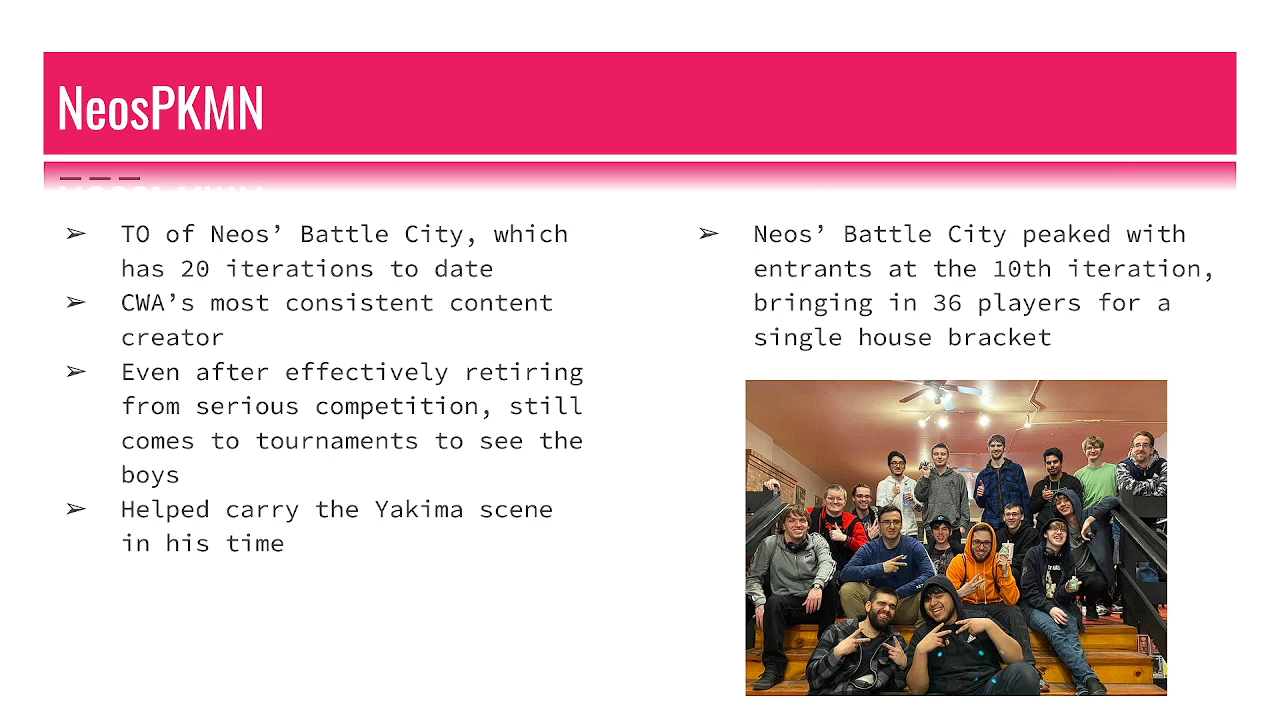 NeosPKMN
➢ TO of Neos’ Battle City, which
has 20 iterations to date
➢ CWA’s most consistent content
creator
➢ Even after effectively retiring
from serious competition, still
comes to tournaments to see the
boys
➢ Helped carry the Yakima scene
in his time
➢ Neos’ Battle City peaked with
entrants at the 10th iteration,
bringing in 36 players for a
single house bracket